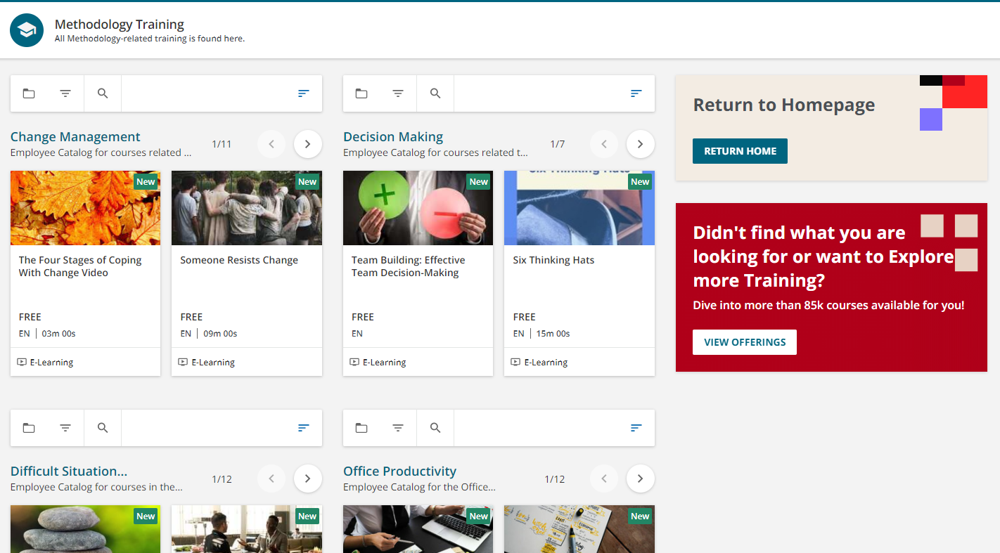 Methodology Training
All Methodology-related training is found here.
Change Management
Employee Catalog for courses related ...
1/11
New
The Four Stages of Coping
With Change Video
FREE
EN | 03m 00s
E-Learning
New
Someone Resists Change
FREE
EN | 09m 00s
E-Learning
Decision Making
Employee Catalog for courses related t...
1/7
New
Team Building: Effective
Team Decision-Making
FREE
EN
E-Learning
Six Thinking Hats
New
Six Thinking Hats
FREE
EN | 15m 00s
E-Learning
Return to Homepage
RETURN HOME
Didn't find what you are
looking for or want to Explore
more Training?
Dive into more than 85k courses available for you!
VIEW OFFERINGS
Difficult Situation...
Employee Catalog for courses in the...
1/12
New
New
Office Productivity
Employee Catalog for the Office...
1/12
New
New